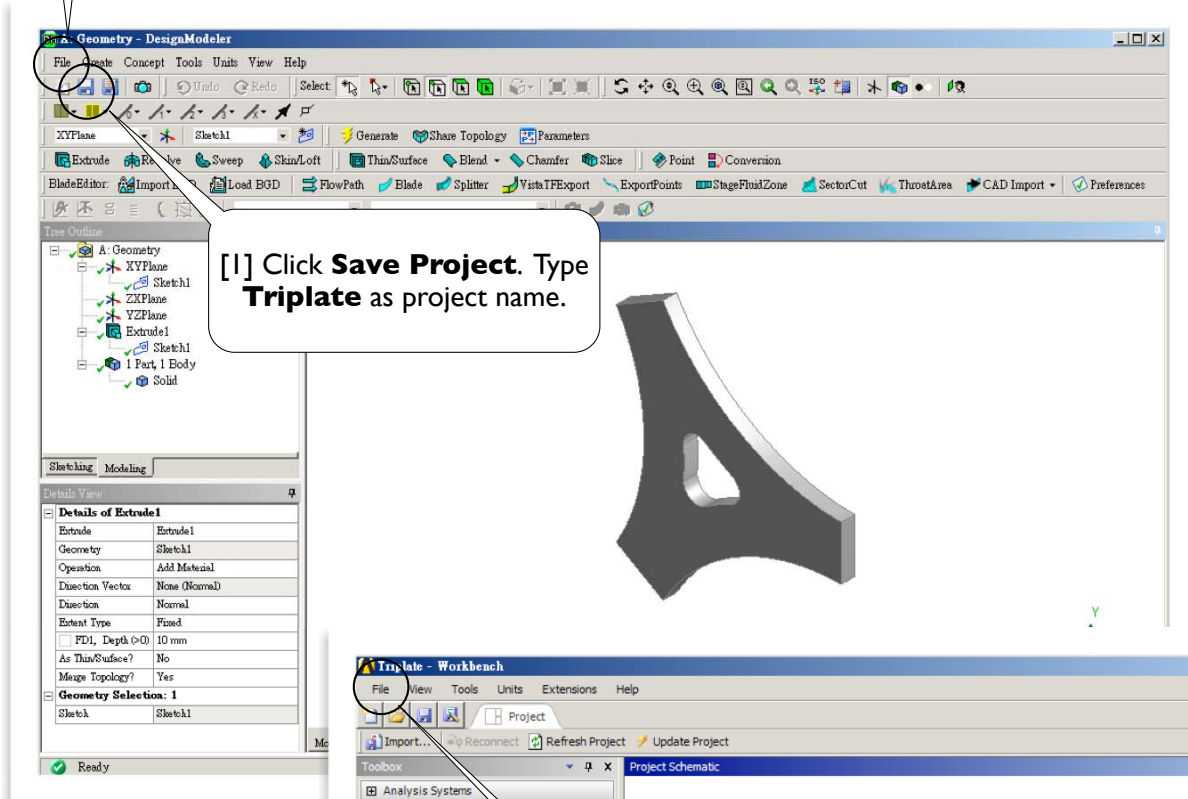 A: Geometry - DesignModeler
File Create Concept Tools Units View Help
Undo Redo Select: ISO
XYPlane Sketch1 Generate Share Topology Parameters
Extrude Revolve Sweep Skin/Loft Thin/Surface Blend Chamfer Slice Point Conversion
BladeEditor: Load BGD FlowPath Blade Splitter VistaTFExport ExportPoints StageFluidZone SectorCut ThroatArea CAD Import Preferences
Tree Outline
A: Geometry
XYPlane
Sketch1
ZXPlane
YZPlane
Extrude1
Sketch1
1 Part, 1 Body
Solid
[1] Click Save Project. Type
Triplate as project name.
Sketching Modeling
Details View
Details of Extrude1
Extrude Extrude1
Geometry Sketch1
Operation Add Material
Direction Vector None (Normal)
Direction Normal
Extent Type Fixed
FD1, Depth (>0) 10 mm
As Thin/Surface? No
Merge Topology? Yes
Geometry Selection: 1
Sketch Sketch1
Y
Ready
Triplate - Workbench
File View Tools Units Extensions Help
Project
Import... Reconnect Refresh Project Update Project
Toolbox Project Schematic
Analysis Systems